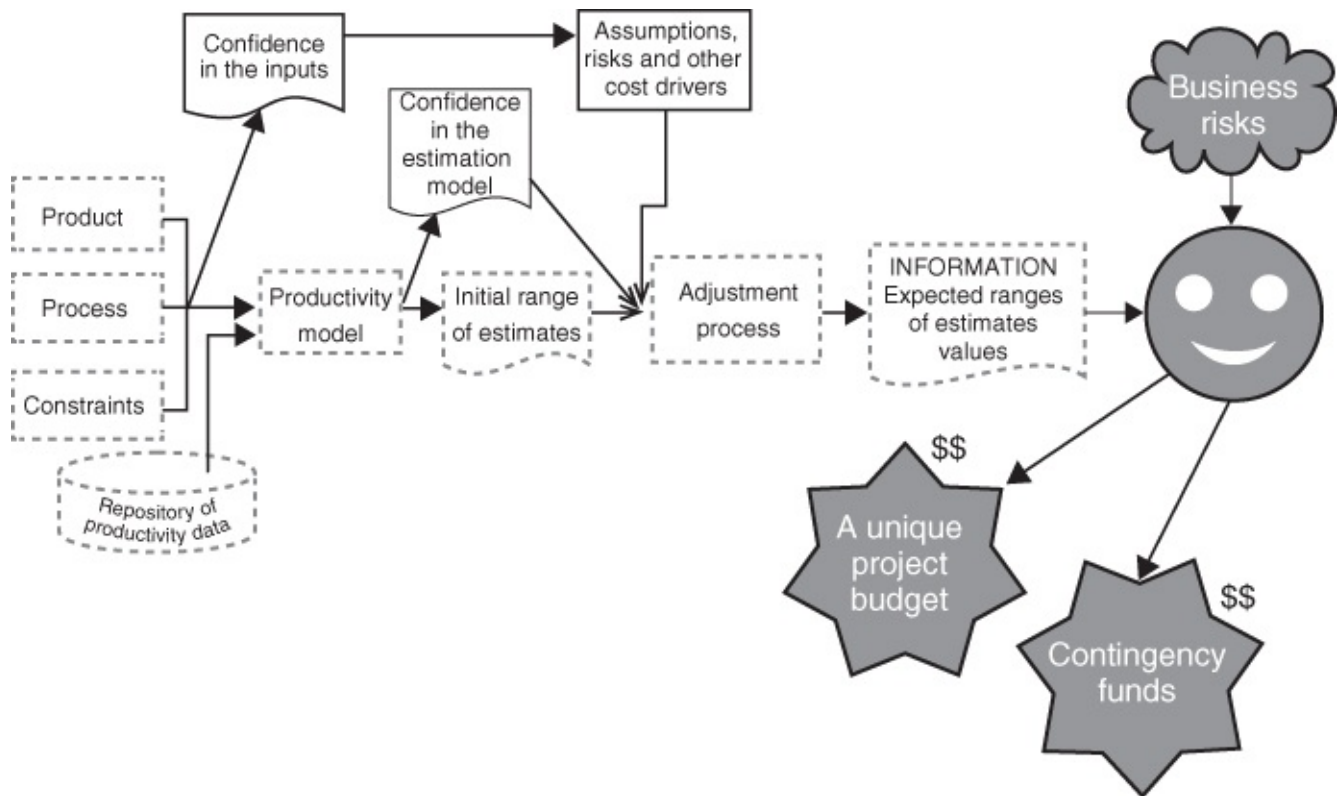 Confidence
in the inputs
Assumptions,
risks and other
cost drivers
Confidence
in the
estimation
model
Business
risks
Product
Process
Constraints
Repository of
productivity data
Productivity
model
Initial range
of estimates
Adjustment
process
INFORMATION
Expected ranges
of estimates
values
$$
A unique
project
budget
$$
Contingency
funds